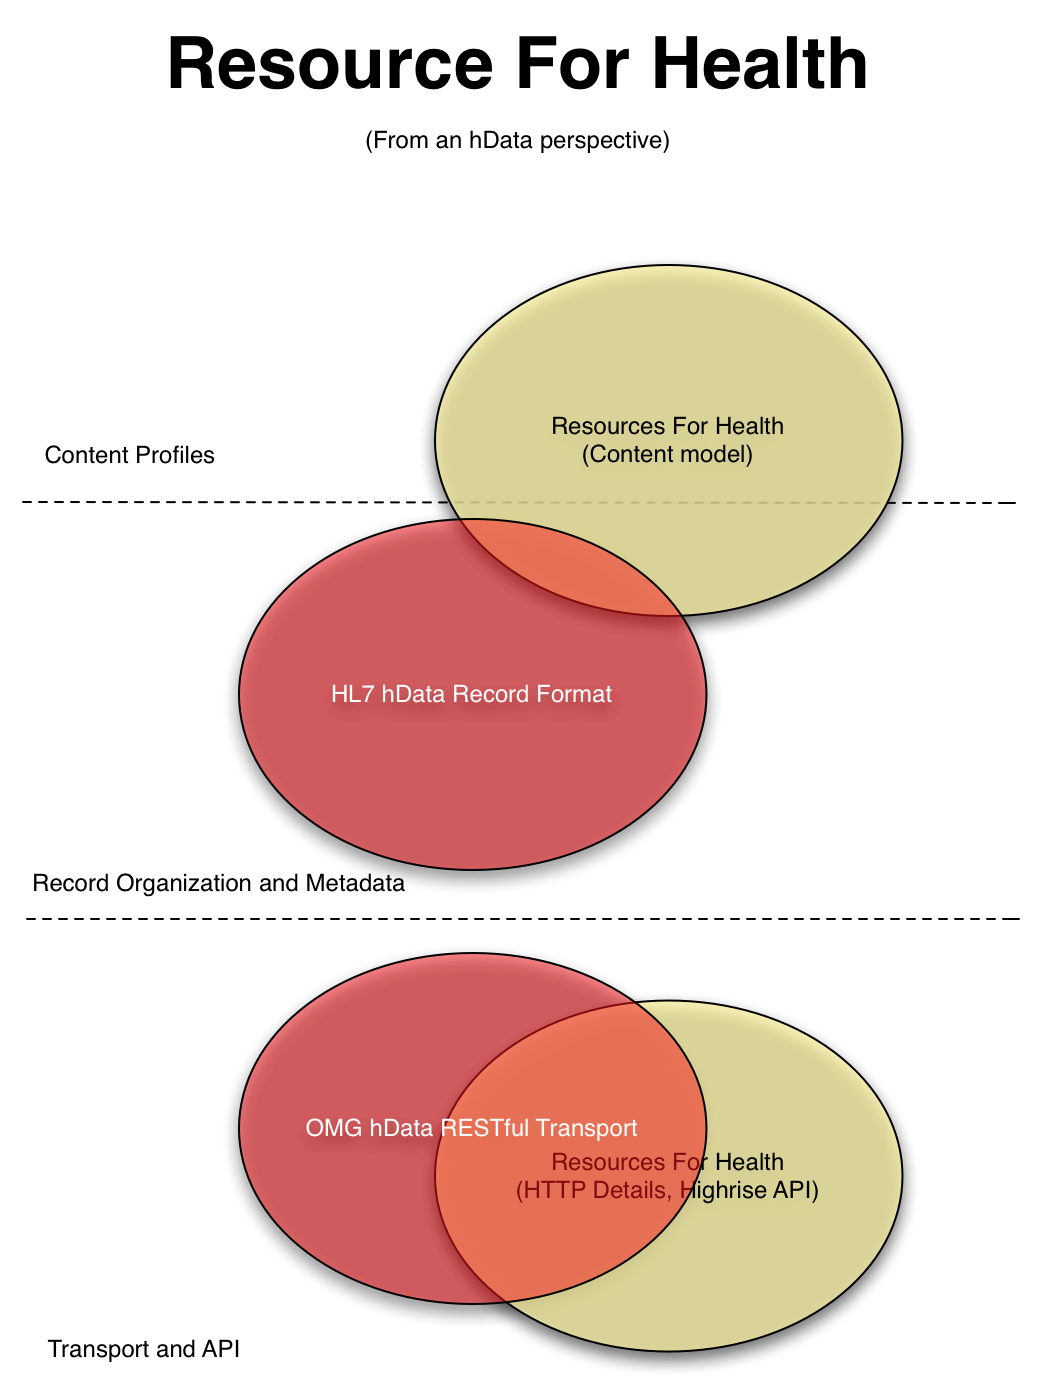 Resource For Health
(From an hData perspective)
Resources For Health
(Content model)
Content Profiles
HL7 hData Record Format
Record Organization and Metadata
OMG hData RESTful Transport
Resources For Health
(HTTP Details, Highrise API)
Transport and API